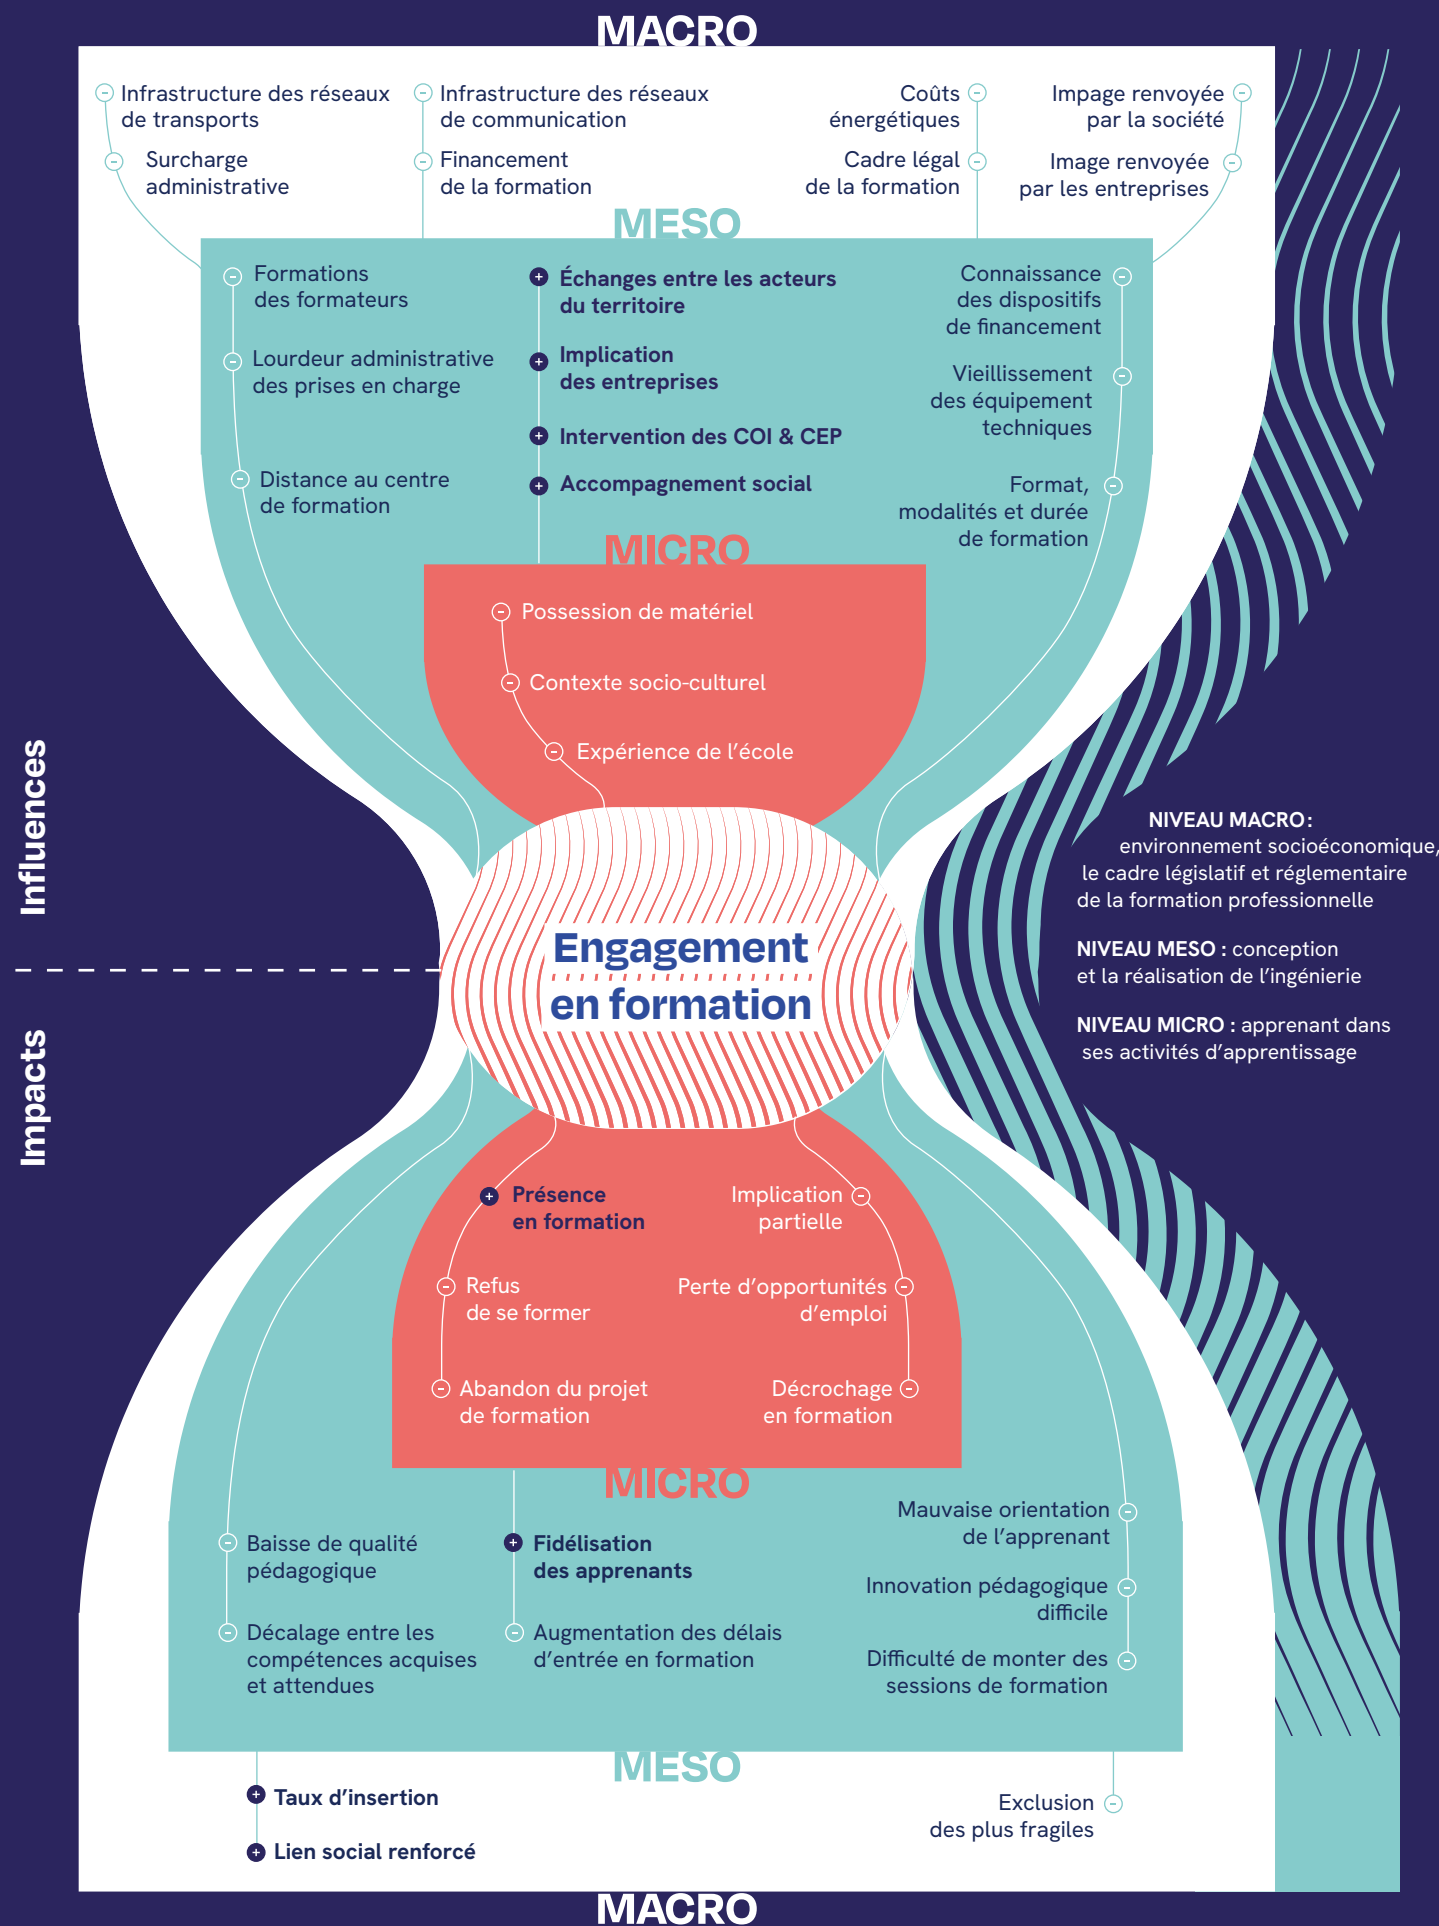 MACRO
Infrastructure des réseaux
de transports
Surcharge
administrative
Infrastructure des réseaux
de communication
Financement
de la formation
Coûts
énergétiques
Cadre légal
de la formation
Impage renvoyée
par la société
Image renvoyée
par les entreprises
MESO
Formations
des formateurs
Lourdeur administrative
des prises en charge
Distance au centre
de formation
Échanges entre les acteurs
du territoire
Implication
des entreprises
Intervention des COI & CEP
Accompagnement social
Connaissance
des dispositifs
de financement
Vieillissement
des équipement
techniques
Format,
modalités et durée
de formation
MICRO
Possession de matériel
Contexte socio-culturel
Expérience de l’école
Influences
Impacts
Engagement
en formation
NIVEAU MACRO:
environnement socioéconomique,
le cadre législatif et réglementaire
de la formation professionnelle
NIVEAU MESO : conception
et la réalisation de l’ingénierie
NIVEAU MICRO : apprenant dans
ses activités d’apprentissage
Présence
en formation
Refus
de se former
Abandon du projet
de formation
Implication
partielle
Perte d’opportunités
d’emploi
Décrochage
en formation
MICRO
Baisse de qualité
pédagogique
Décalage entre les
compétences acquises
et attendues
Fidélisation
des apprenants
Augmentation des délais
d’entrée en formation
Mauvaise orientation
de l’apprenant
Innovation pédagogique
difficile
Difficulté de monter des
sessions de formation
MESO
Taux d’insertion
Lien social renforcé
Exclusion
des plus fragiles
MACRO